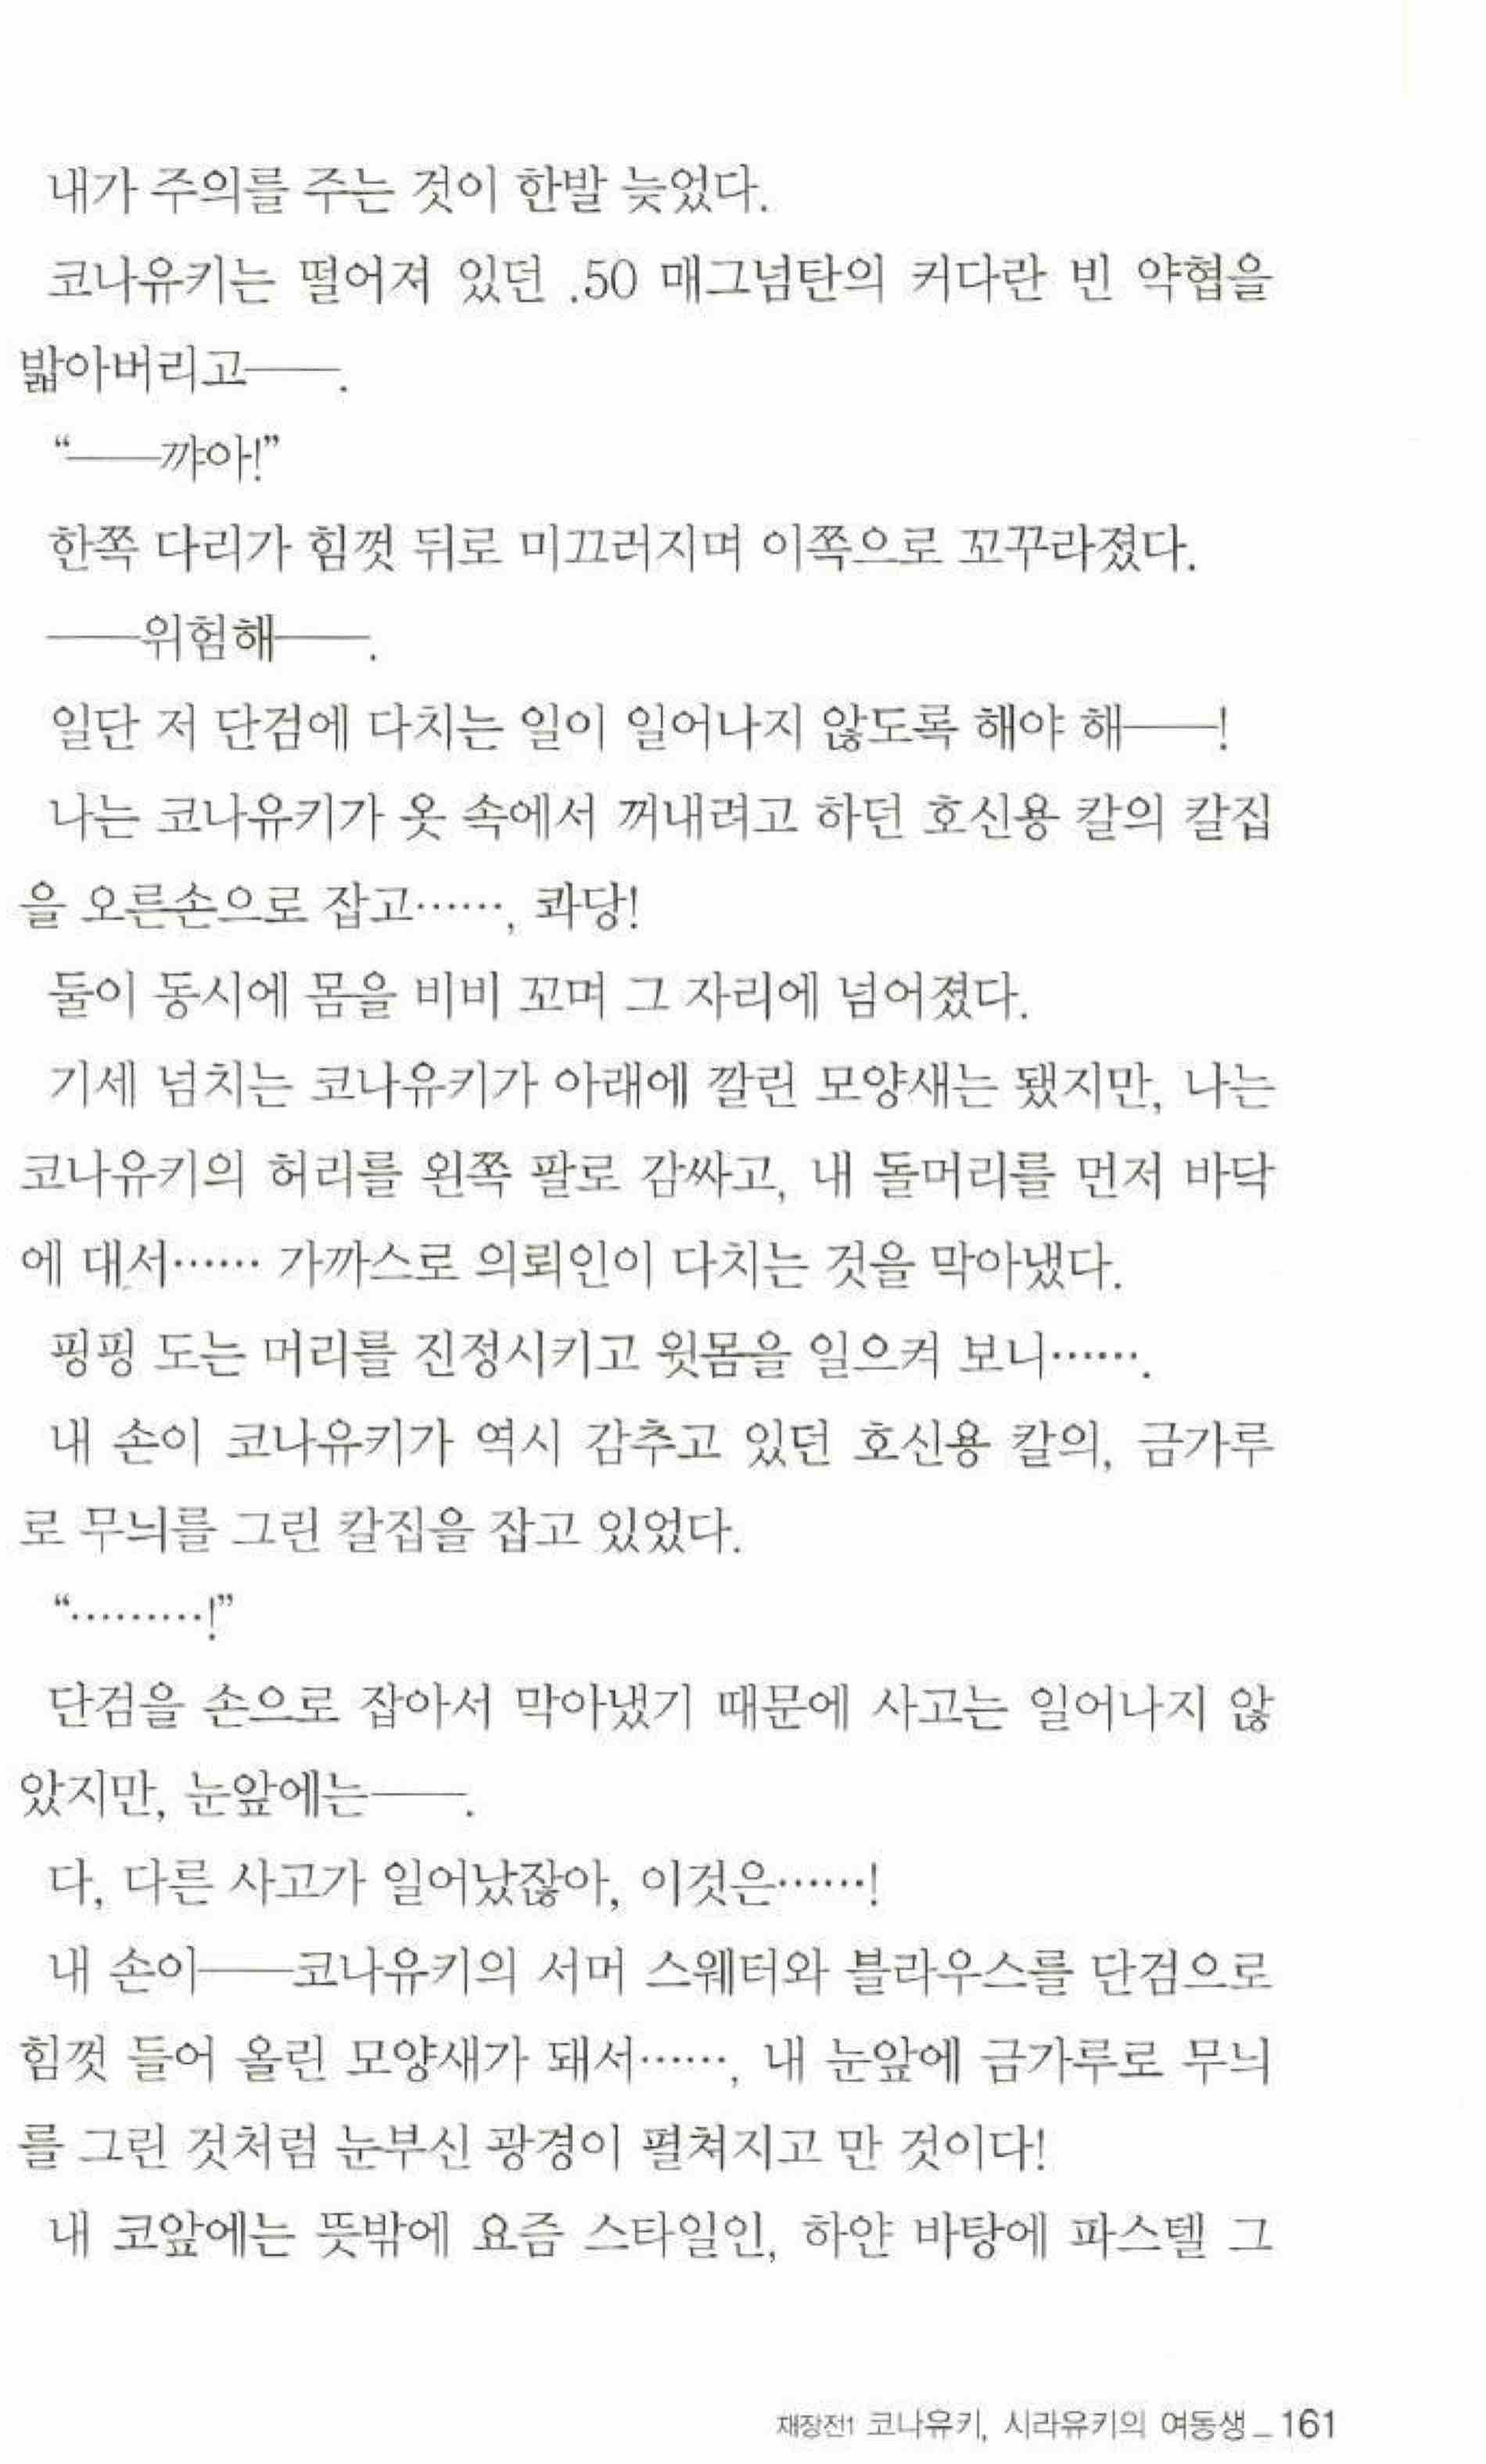 내가 주의를 주는 것이 한발 늦었다.
코나유키는 떨어져 있던 .50 매그넘탄의 커다란 빈 약협을
밟아버리고――.
“――꺄아!”
한쪽 다리가 힘껏 뒤로 미끄러지며 이쪽으로 꼬꾸라졌다.
――위험해――.
일단 저 단검에 다치는 일이 일어나지 않도록 해야 해――!
나는 코나유키가 옷 속에서 꺼내려고 하던 호신용 칼의 칼집
을 오른손으로 잡고……, 콰당!
둘이 동시에 몸을 비비 꼬며 그 자리에 넘어졌다.
기세 넘치는 코나유키가 아래에 깔린 모양새는 됐지만, 나는
코나유키의 허리를 왼쪽 팔로 감싸고, 내 돌머리를 먼저 바닥
에 대서…… 가까스로 의뢰인이 다치는 것을 막아냈다.
핑핑 도는 머리를 진정시키고 윗몸을 일으켜 보니…….
내 손이 코나유키가 역시 감추고 있던 호신용 칼의, 금가루
로 무늬를 그린 칼집을 잡고 있었다.
“………!”
단검을 손으로 잡아서 막아냈기 때문에 사고는 일어나지 않
았지만, 눈앞에는――.
다, 다른 사고가 일어났잖아, 이것은……!
내 손이――코나유키의 서머 스웨터와 블라우스를 단검으로
힘껏 들어 올린 모양새가 돼서……, 내 눈앞에 금가루로 무늬
를 그린 것처럼 눈부신 광경이 펼쳐지고 만 것이다!
내 코앞에는 뜻밖에 요즘 스타일인, 하얀 바탕에 파스텔 그
재장전1 코나유키, 시라유키의 여동생_161